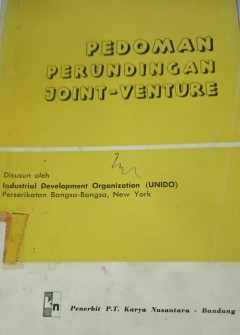 PEDOMAN
PERUNDINGAN
JOINT-VENTURE
Disusun oleh
Industrial Development Organization (UNIDO)
Perserikatan Bangsa-Bangsa, New York
kn
Penerbit P.T. Karya Nusantara - Bandung